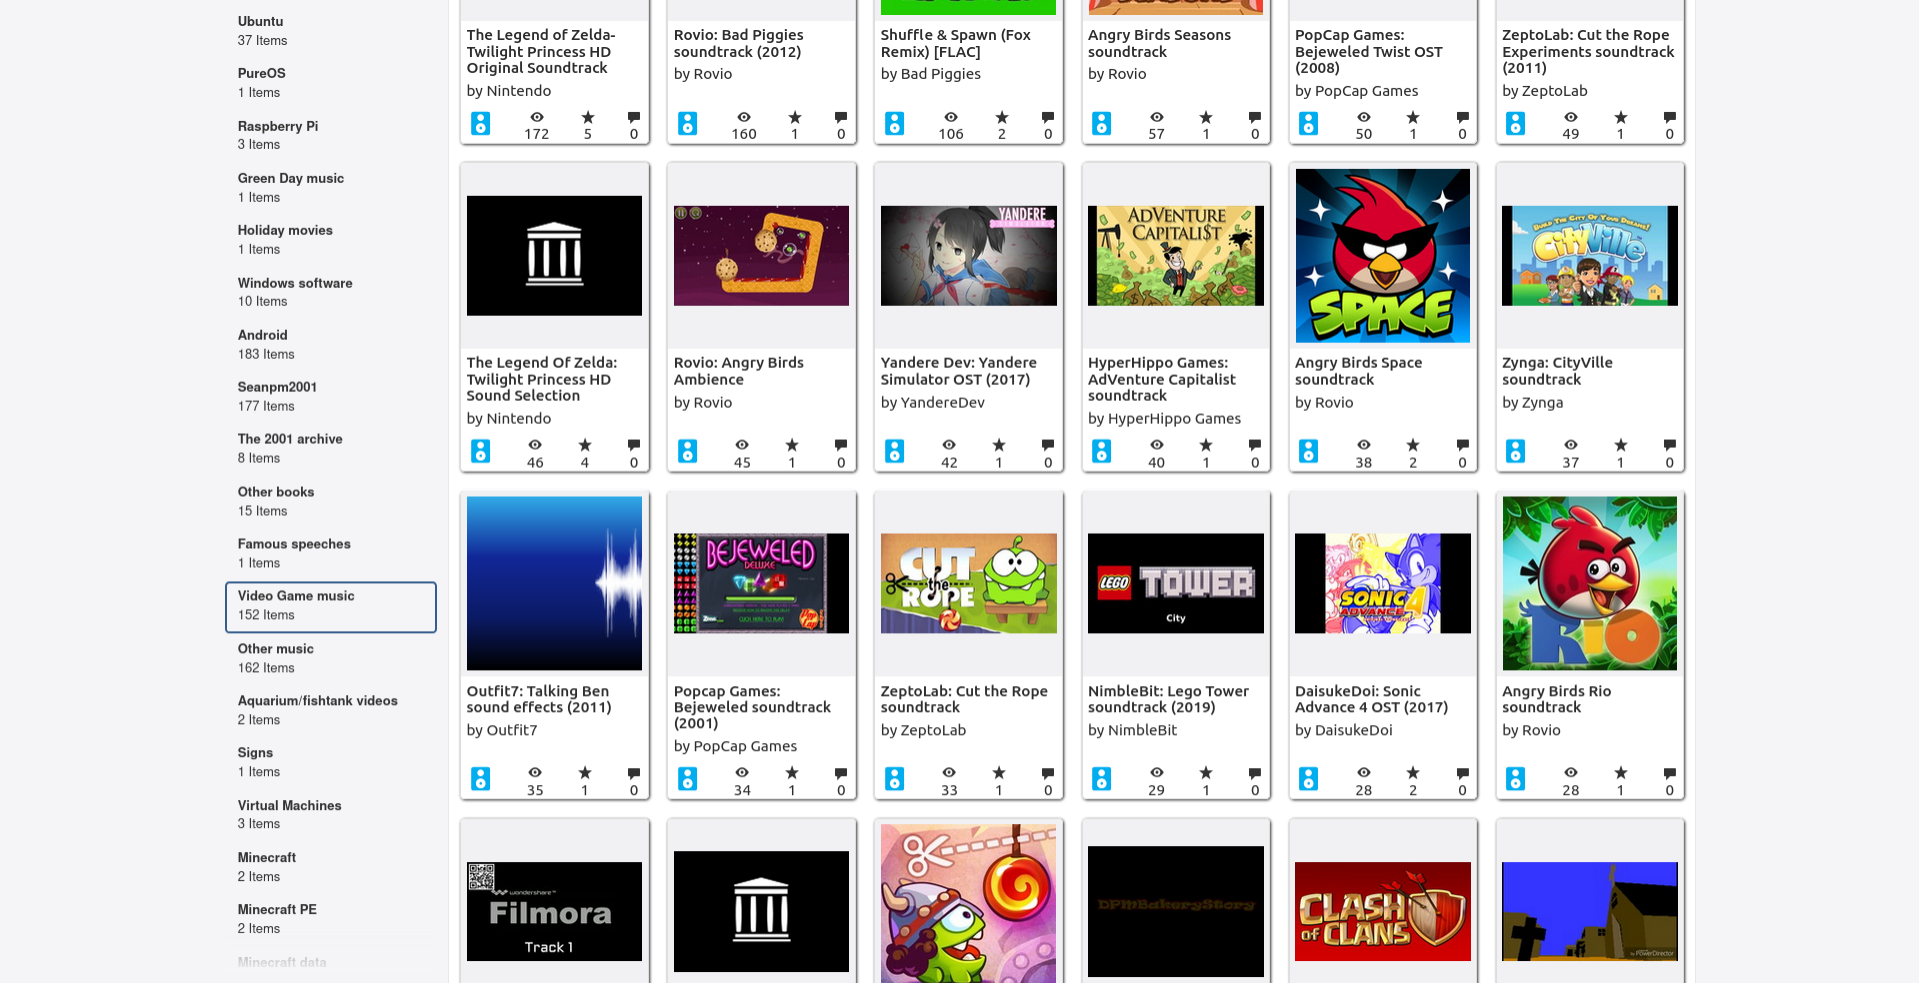 Ubuntu
37 Items
PureOS
1 Items
Raspberry Pi
3 Items
Green Day music
1 Items
Holiday movies
1 Items
Windows software
10 Items
Android
183 Items
Seanpm2001
177 Items
The 2001 archive
8 Items
Other books
15 Items
Famous speeches
1 Items
Video Game music
152 Items
Other music
162 Items
Aquarium/fishtank videos
2 Items
Signs
1 Items
Virtual Machines
3 Items
Minecraft
2 Items
Minecraft PE
2 Items
Minecraft data
The Legend of Zelda-
Twilight Princess HD
Original Soundtrack
by Nintendo
172 5 0
Rovio: Bad Piggies
soundtrack (2012)
by Rovio
160 1 0
Shuffle & Spawn (Fox
Remix) [FLAC]
by Bad Piggies
106 2 0
Angry Birds Seasons
soundtrack
by Rovio
57 1 0
PopCap Games:
Bejeweled Twist OST
(2008)
by PopCap Games
50 1 0
ZeptoLab: Cut the Rope
Experiments soundtrack
(2011)
by ZeptoLab
49 1 0
The Legend Of Zelda:
Twilight Princess HD
Sound Selection
by Nintendo
46 4 0
Rovio: Angry Birds
Ambience
by Rovio
45 1 0
YANDERE
Yandere Dev: Yandere
Simulator OST (2017)
by YandereDev
42 1 0
ADVENTURE
CAPITALI$T
HyperHippo Games:
AdVenture Capitalist
soundtrack
by HyperHippo Games
40 1 0
SPACE
Angry Birds Space
soundtrack
by Rovio
38 2 0
BUILD THE CITY OF YOUR DREAMS!
CityVille
Zynga: CityVille
soundtrack
by Zynga
37 1 0
Outfit7: Talking Ben
sound effects (2011)
by Outfit7
35 1 0
BEJEWELED
DELUXE
Popcap Games:
Bejeweled soundtrack
(2001)
by PopCap Games
34 1 0
CUT
the
ROPE
ZeptoLab: Cut the Rope
soundtrack
by ZeptoLab
33 1 0
LEGO TOWER
City
NimbleBit: Lego Tower
soundtrack (2019)
by NimbleBit
29 1 0
SONIC
ADVANCE 4
DaisukeDoi: Sonic
Advance 4 OST (2017)
by DaisukeDoi
28 2 0
RIO
Angry Birds Rio
soundtrack
by Rovio
28 1 0
wondershare™
Filmora
Track 1
DPMBakeryStory
CLASH
OF CLANS
by PowerDirector